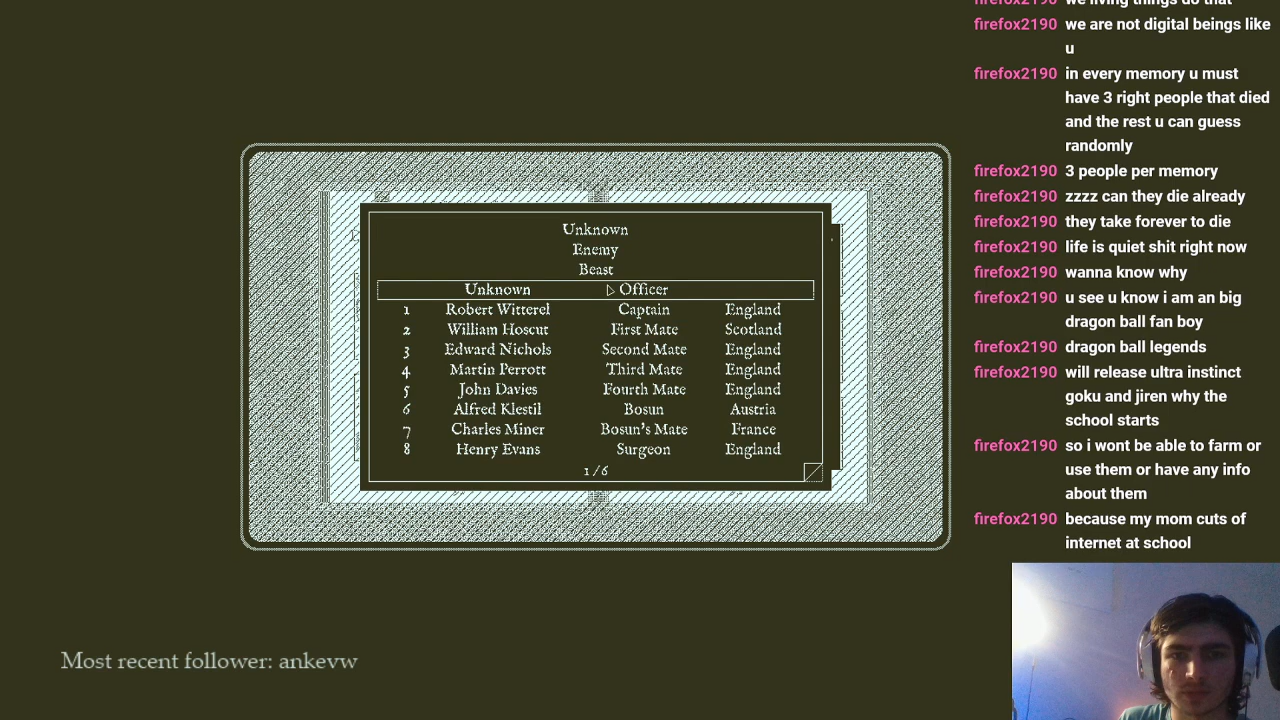 Unknown
Enemy
Beast
Unknown ▷ Officer
1 Robert Witterel Captain England
2 William Hoscut First Mate Scotland
3 Edward Nichols Second Mate England
4 Martin Perrott Third Mate England
5 John Davies Fourth Mate England
6 Alfred Klestil Bosun Austria
7 Charles Miner Bosun's Mate France
8 Henry Evans Surgeon England
1/6
Most recent follower: ankevw
firefox2190 we living things do that
firefox2190 we are not digital beings like
u
firefox2190 in every memory u must
have 3 right people that died
and the rest u can guess
randomly
firefox2190 3 people per memory
firefox2190 zzzz can they die already
firefox2190 they take forever to die
firefox2190 life is quiet shit right now
firefox2190 wanna know why
firefox2190 u see u know i am an big
dragon ball fan boy
firefox2190 dragon ball legends
firefox2190 will release ultra instinct
goku and jiren why the
school starts
firefox2190 so i wont be able to farm or
use them or have any info
about them
firefox2190 because my mom cuts of
internet at school